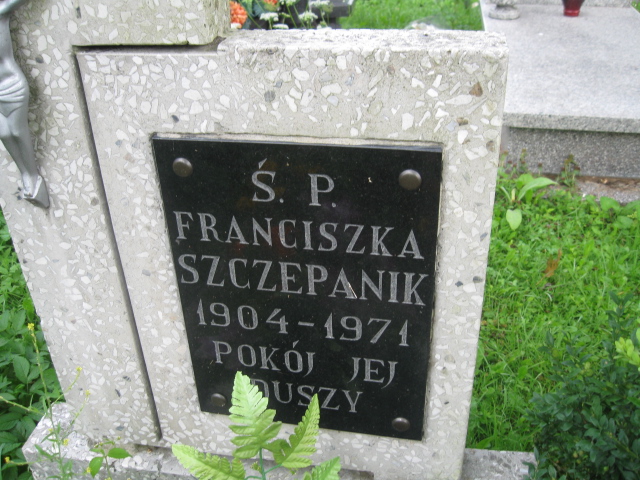 Ś. P.
FRANCISZKA
SZCZEPANIK
1904-1971
POKÓJ JEJ
DUSZY